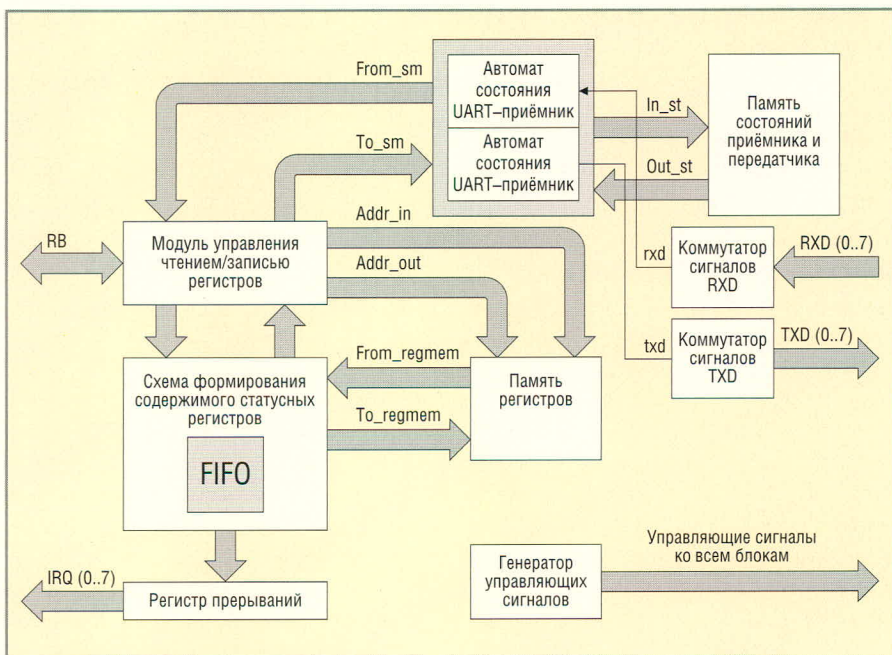 From_sm
Автомат
состояния
UART–приёмник
In_st
Память
состояний
приёмника и
передатчика
To_sm
Автомат
состояния
UART–приёмник
Out_st
RB
Модуль управления
чтением/записью
регистров
Addr_in
Addr_out
rxd
Коммутатор
сигналов
RXD
RXD (0..7)
txd
Коммутатор
сигналов
TXD
TXD (0..7)
Схема формирования
содержимого статусных
регистров
FIFO
From_regmem
To_regmem
Память
регистров
IRQ (0..7)
Регистр прерываний
Генератор
управляющих
сигналов
Управляющие сигналы
ко всем блокам